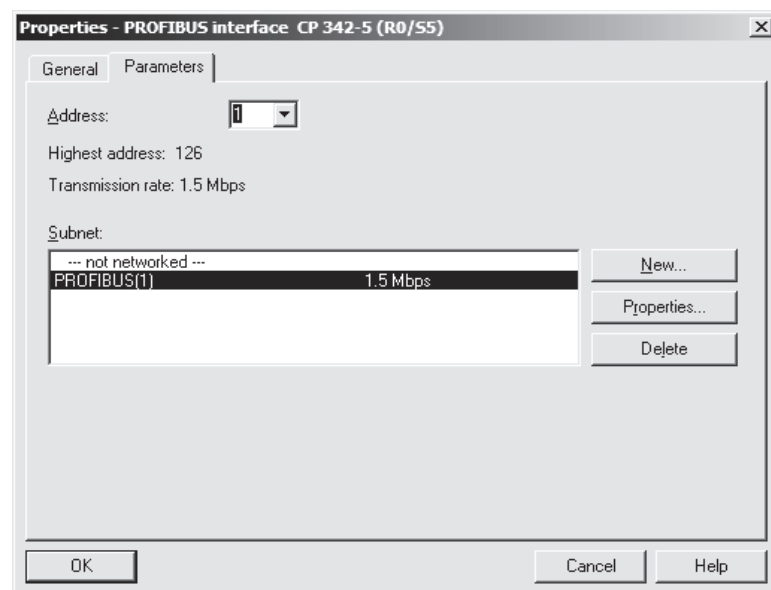 Properties - PROFIBUS interface CP 342-5 (R0/S5)
General Parameters
Address: 1
Highest address: 126
Transmission rate: 1.5 Mbps
Subnet:
--- not networked ---
PROFIBUS(1) 1.5 Mbps
New...
Properties...
Delete
OK Cancel Help